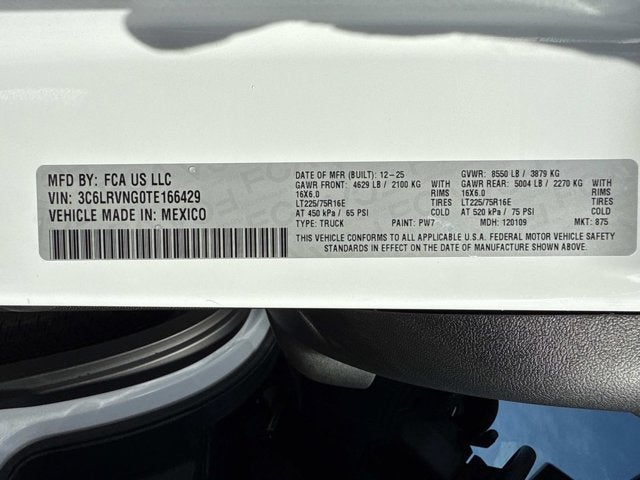 MFD BY: FCA US LLC
VIN: 3C6LRVNG0TE166429
VEHICLE MADE IN: MEXICO
DATE OF MFR (BUILT): 12-25 GVWR: 8550 LB / 3879 KG
GAWR FRONT: 4629 LB / 2100 KG WITH GAWR REAR: 5004 LB / 2270 KG WITH
16X6.0 RIMS 16X6.0 RIMS
LT225/75R16E TIRES LT225/75R16E TIRES
AT 450 kPa / 65 PSI COLD AT 520 kPa / 75 PSI COLD
TYPE: TRUCK PAINT: PW7 MDH: 120109 MKT: 875
THIS VEHICLE CONFORMS TO ALL APPLICABLE U.S.A. FEDERAL MOTOR VEHICLE SAFETY
STANDARDS IN EFFECT ON THE DATE OF MANUFACTURE SHOWN ABOVE